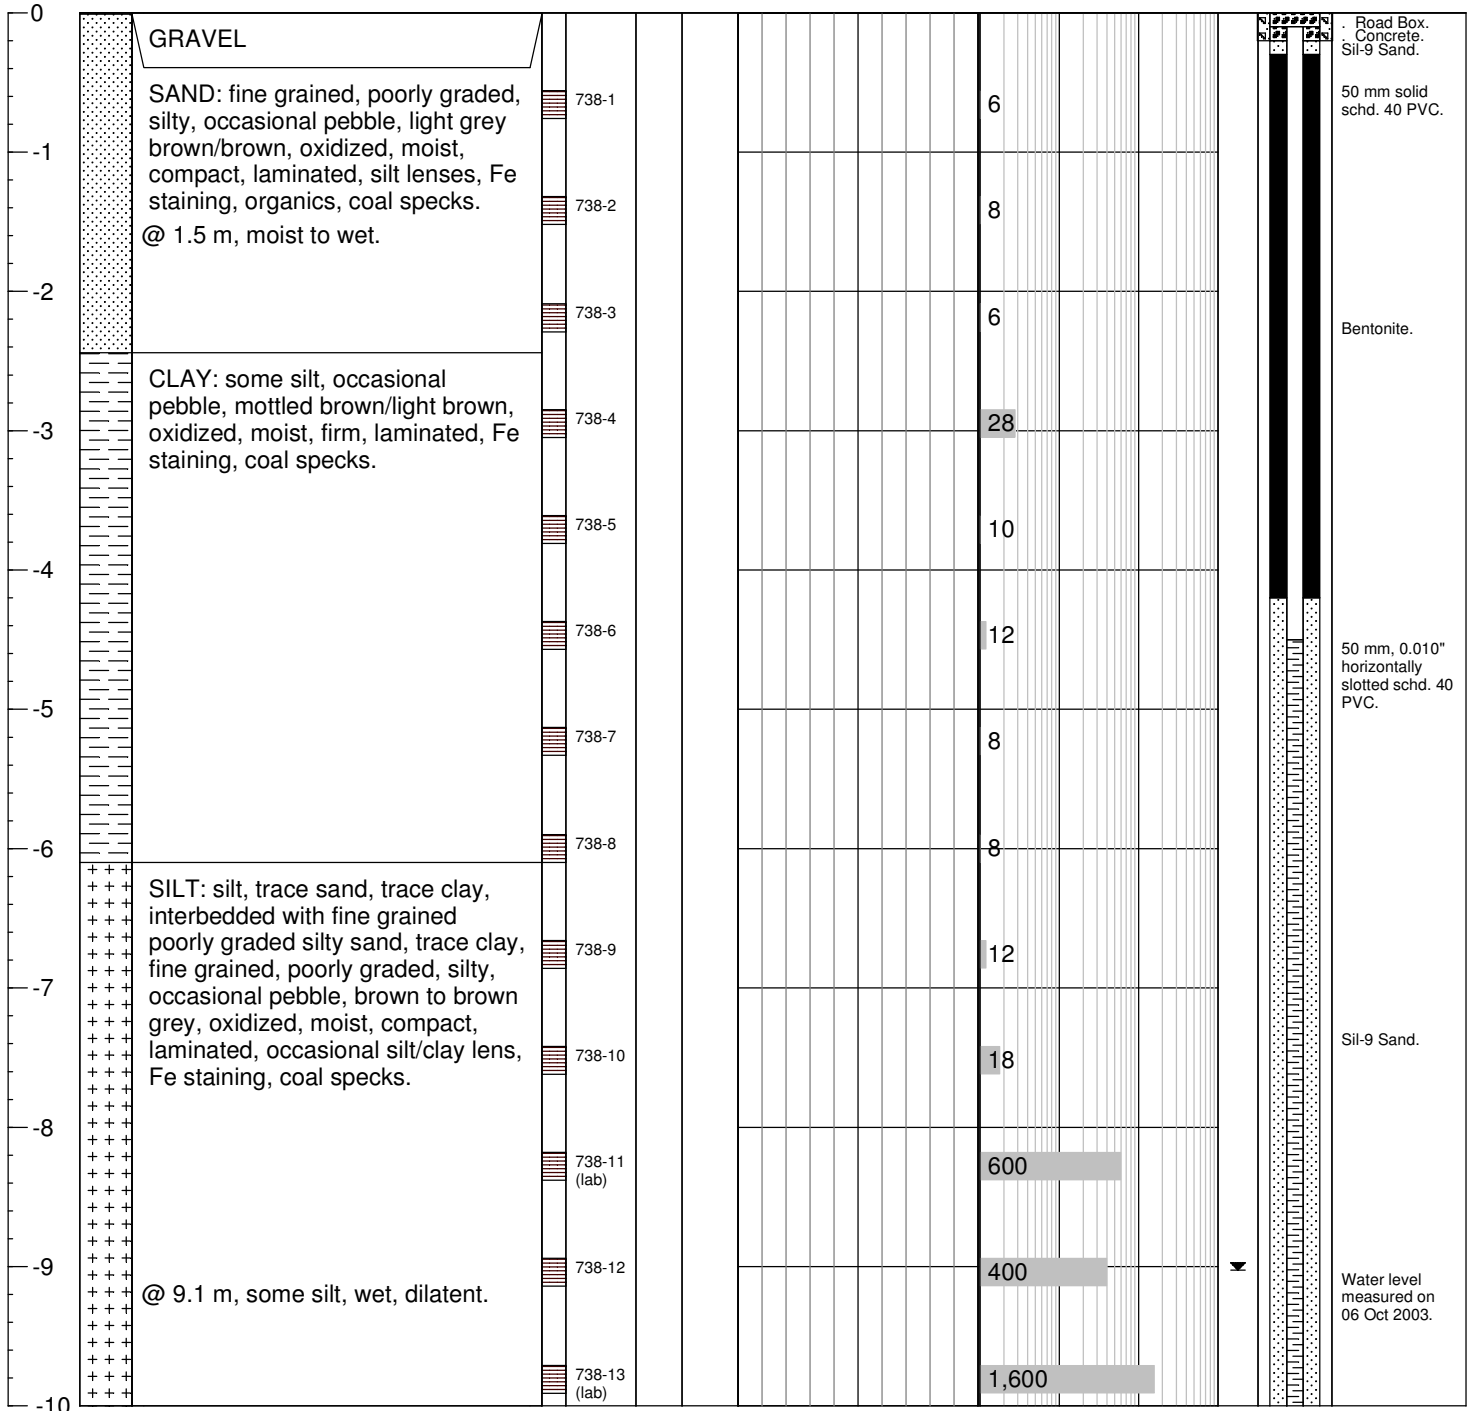 0
GRAVEL
. Road Box.
. Concrete.
Sil-9 Sand.
SAND: fine grained, poorly graded,
silty, occasional pebble, light grey
brown/brown, oxidized, moist,
compact, laminated, silt lenses, Fe
staining, organics, coal specks.
@ 1.5 m, moist to wet.
738-1
6
50 mm solid
schd. 40 PVC.
-1
738-2
8
-2
738-3
6
Bentonite.
CLAY: some silt, occasional
pebble, mottled brown/light brown,
oxidized, moist, firm, laminated, Fe
staining, coal specks.
738-4
28
-3
738-5
10
-4
738-6
12
50 mm, 0.010"
horizontally
slotted schd. 40
PVC.
-5
738-7
8
738-8
8
-6
SILT: silt, trace sand, trace clay,
interbedded with fine grained
poorly graded silty sand, trace clay,
fine grained, poorly graded, silty,
occasional pebble, brown to brown
grey, oxidized, moist, compact,
laminated, occasional silt/clay lens,
Fe staining, coal specks.
738-9
12
-7
738-10
18
Sil-9 Sand.
-8
738-11
(lab)
600
-9
738-12
400
@ 9.1 m, some silt, wet, dilatent.
Water level
measured on
06 Oct 2003.
738-13
(lab)
1,600
-10